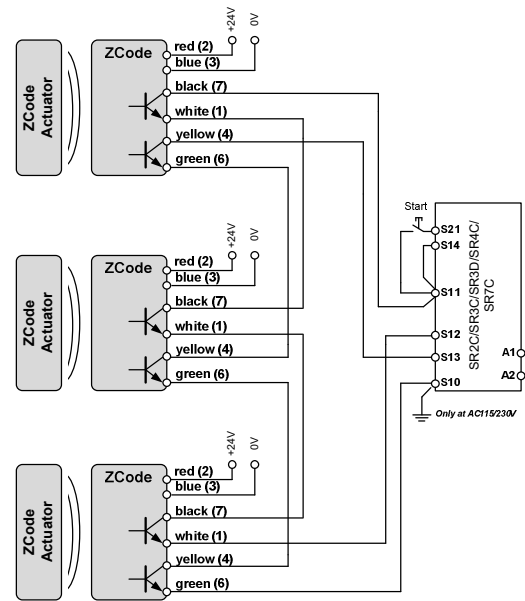 ZCode Actuator
ZCode
red (2)
blue (3)
black (7)
white (1)
yellow (4)
green (6)
+24V
0V
ZCode Actuator
ZCode
red (2)
blue (3)
black (7)
white (1)
yellow (4)
green (6)
+24V
0V
ZCode Actuator
ZCode
red (2)
blue (3)
black (7)
white (1)
yellow (4)
green (6)
+24V
0V
Start
S21
S14
S11
S12
S13
S10
SR2C/SR3C/SR3D/SR4C/
SR7C
A1
A2
Only at AC115/230V